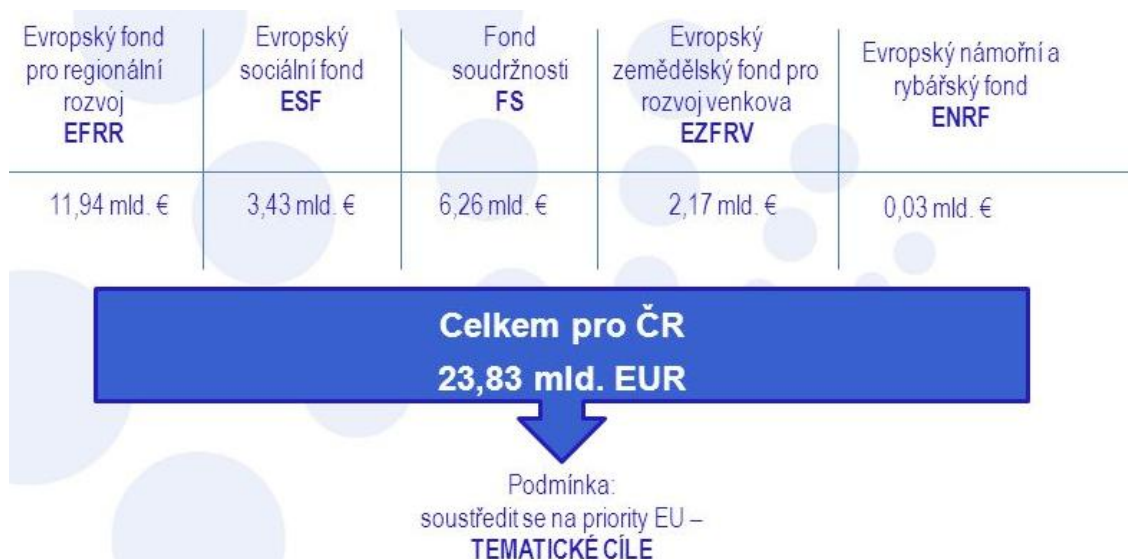 Evropský fond
pro regionální
rozvoj
EFRR
Evropský
sociální fond
ESF
Fond
soudržnosti
FS
Evropský
zemědělský fond pro
rozvoj venkova
EZFRV
Evropský námořní a
rybářský fond
ENRF
11,94 mld. €
3,43 mld. €
6,26 mld. €
2,17 mld. €
0,03 mld. €
Celkem pro ČR
23,83 mld. EUR
Podmínka:
soustředit se na priority EU –
TEMATICKÉ CÍLE